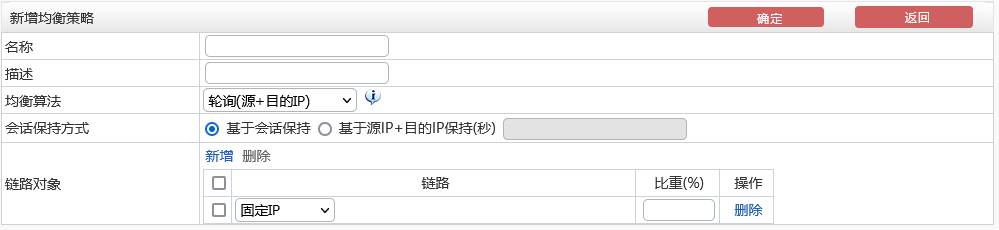 新增均衡策略 确定 返回
名称
描述
均衡算法 轮询(源+目的IP)
会话保持方式 基于会话保持 基于源IP+目的IP保持(秒)
新增 删除
链路对象
链路 比重(%) 操作
固定IP 删除